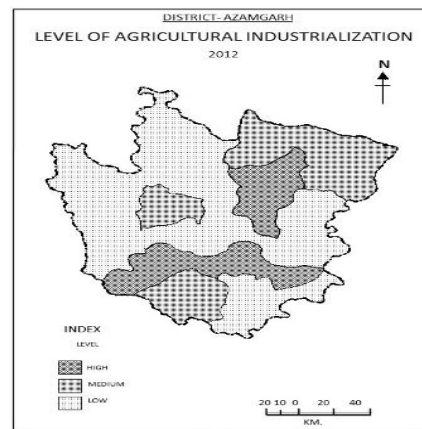 DISTRICT- AZAMGARH
LEVEL OF AGRICULTURAL INDUSTRIALIZATION
2012
N
INDEX
LEVEL
HIGH
MEDIUM
LOW
20 10 0 20 40
KM.